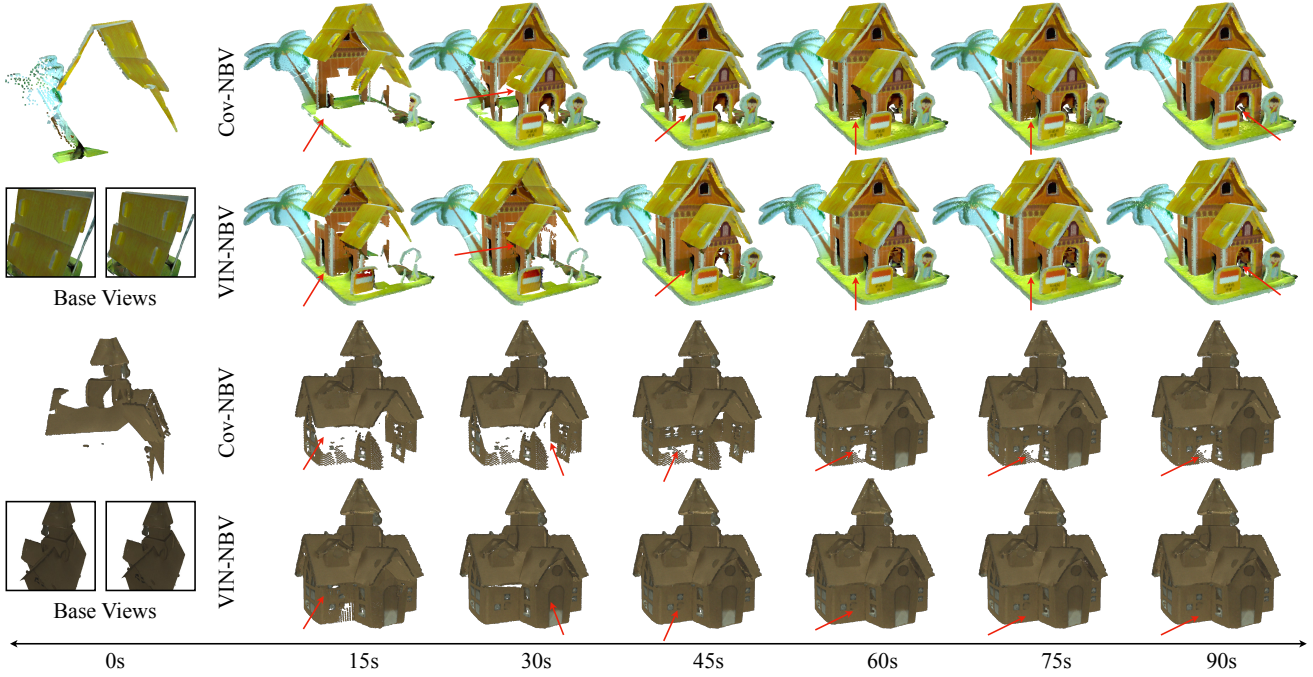 Cov-NBV
VIN-NBV
Base Views
Cov-NBV
VIN-NBV
Base Views
0s
15s
30s
45s
60s
75s
90s